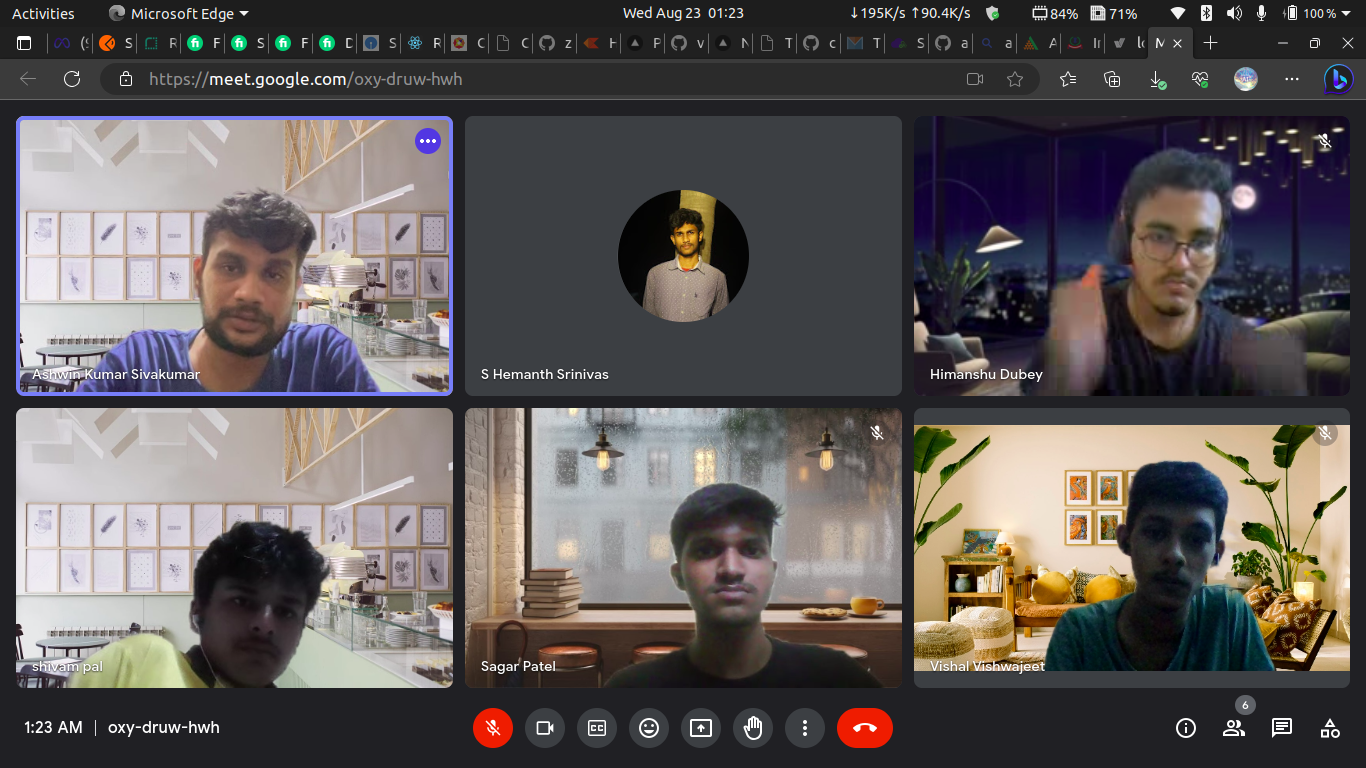 Activities
Microsoft Edge
Wed Aug 23 01:23
↓195K/s ↑90.4K/s
84%
71%
100 %
https://meet.google.com/oxy-druw-hwh
Ashwin Kumar Sivakumar
S Hemanth Srinivas
Himanshu Dubey
shivam pal
Sagar Patel
Vishal Vishwajeet
1:23 AM | oxy-druw-hwh
CC
6